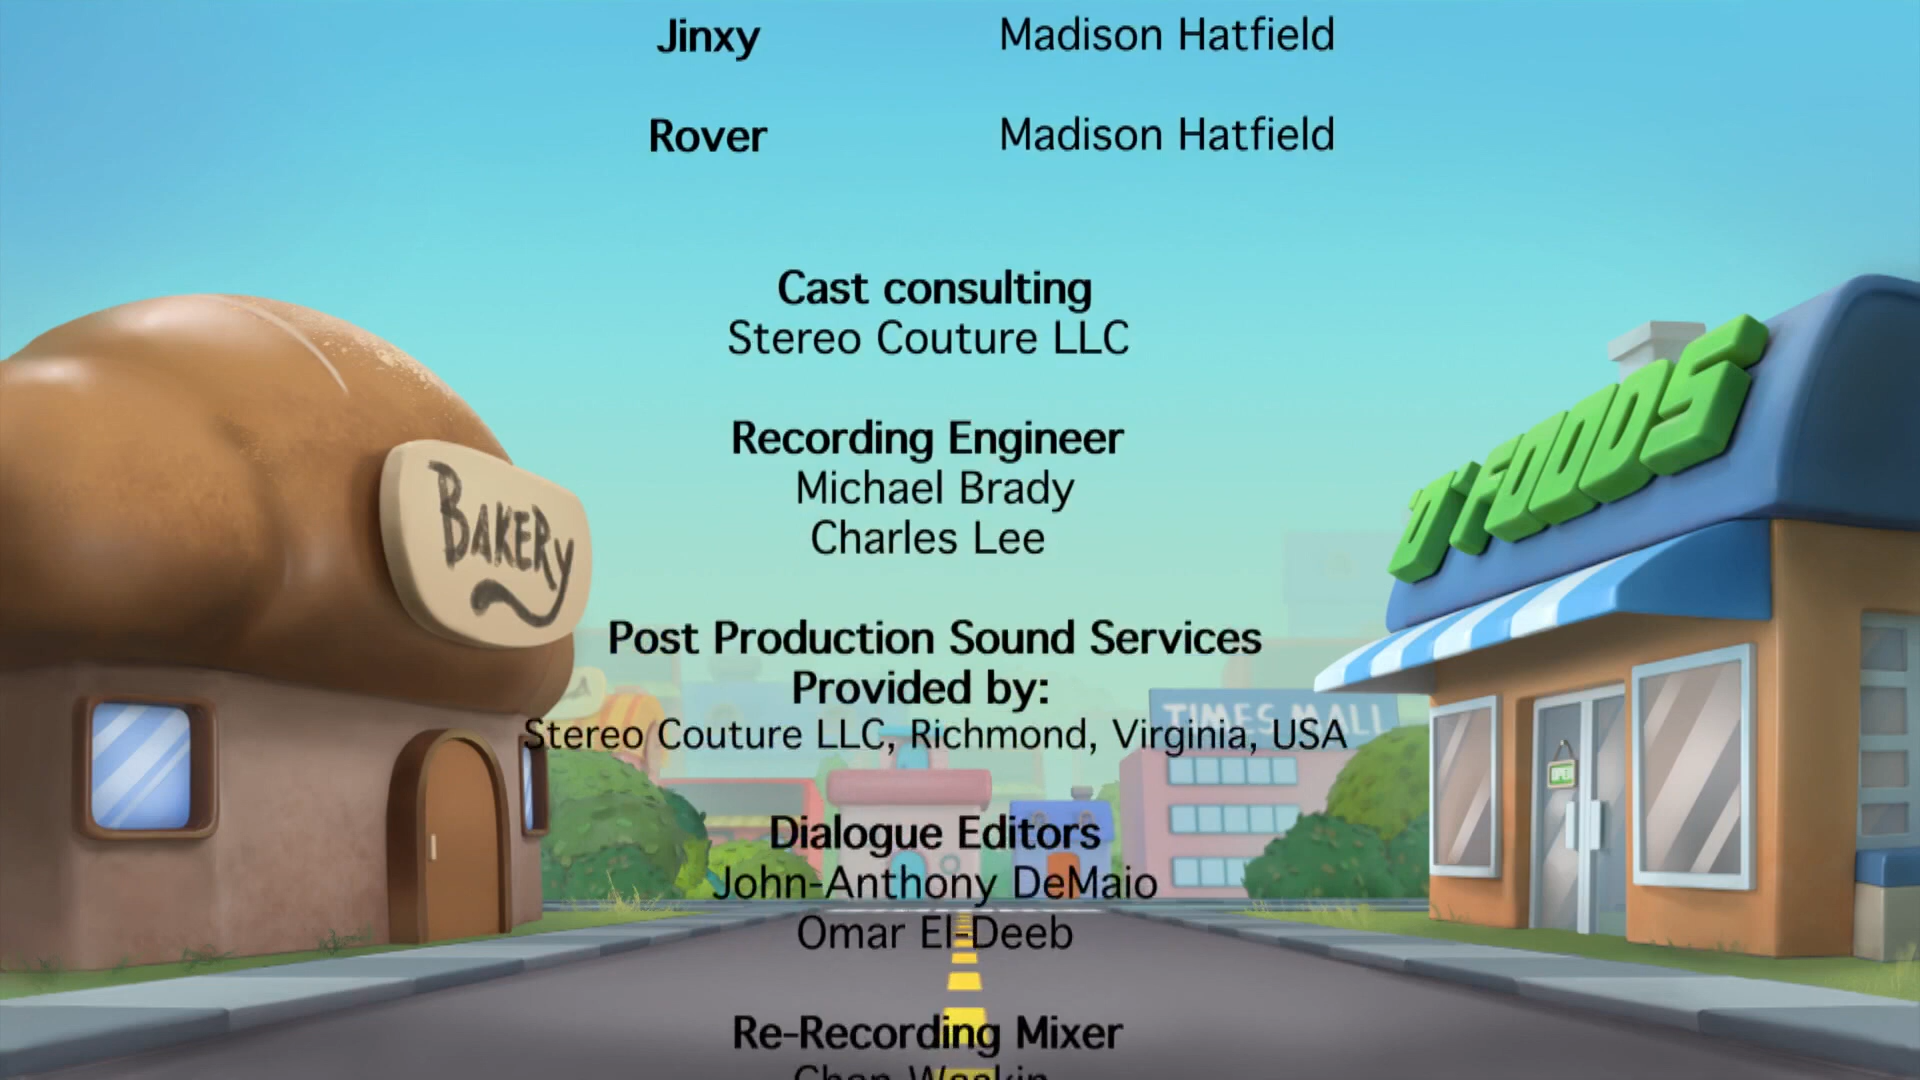 Jinxy Madison Hatfield
Rover Madison Hatfield
Cast consulting
Stereo Couture LLC
Recording Engineer
Michael Brady
Charles Lee
Post Production Sound Services
Provided by:
Stereo Couture LLC, Richmond, Virginia, USA
Dialogue Editors
John-Anthony DeMaio
Omar El-Deeb
Re-Recording Mixer
BAKERY
'O'FOODS
TIMES MALL
OPEN